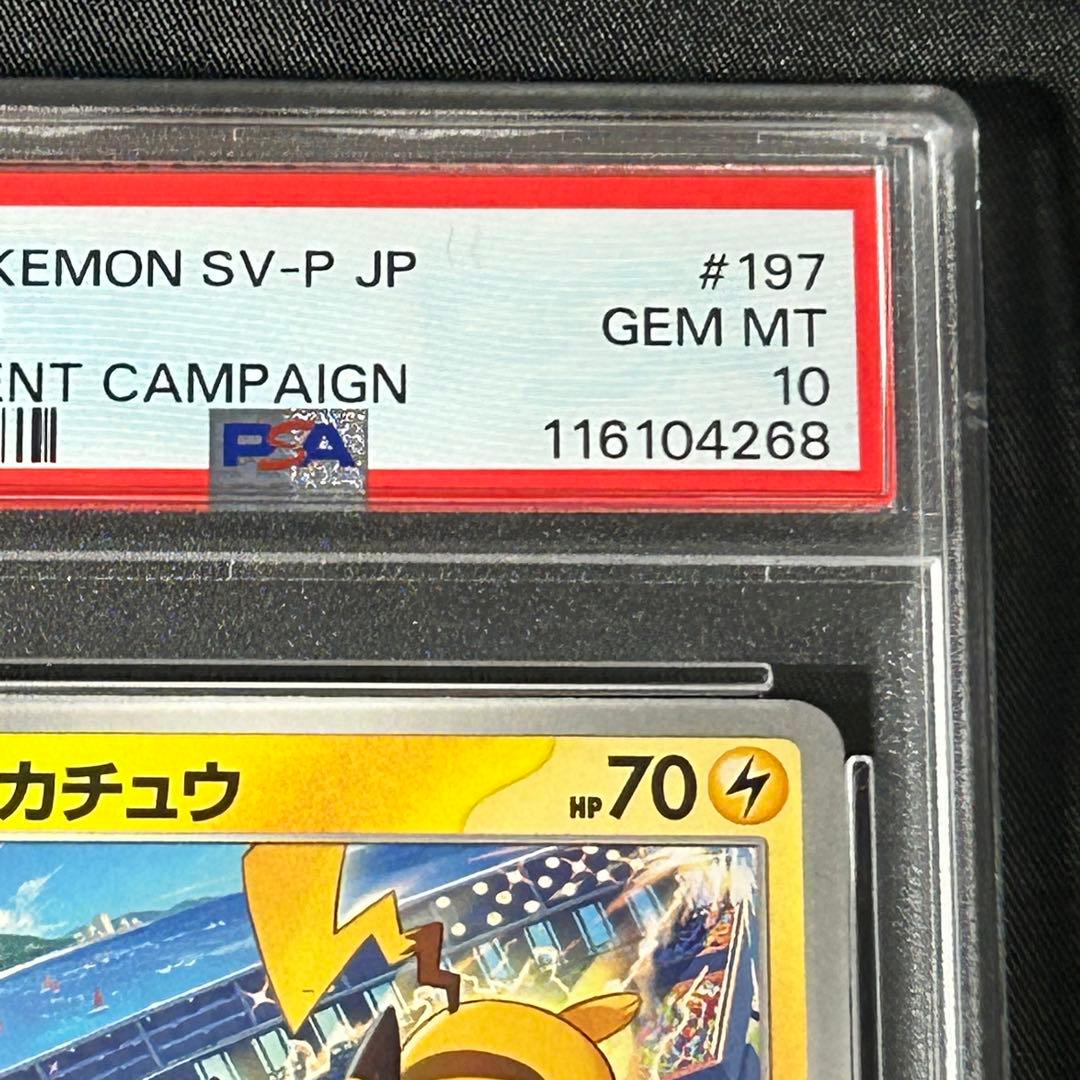 KEMON SV-P JP #197
GEM MT
ENT CAMPAIGN 10
PSA 116104268
カチュウ HP70